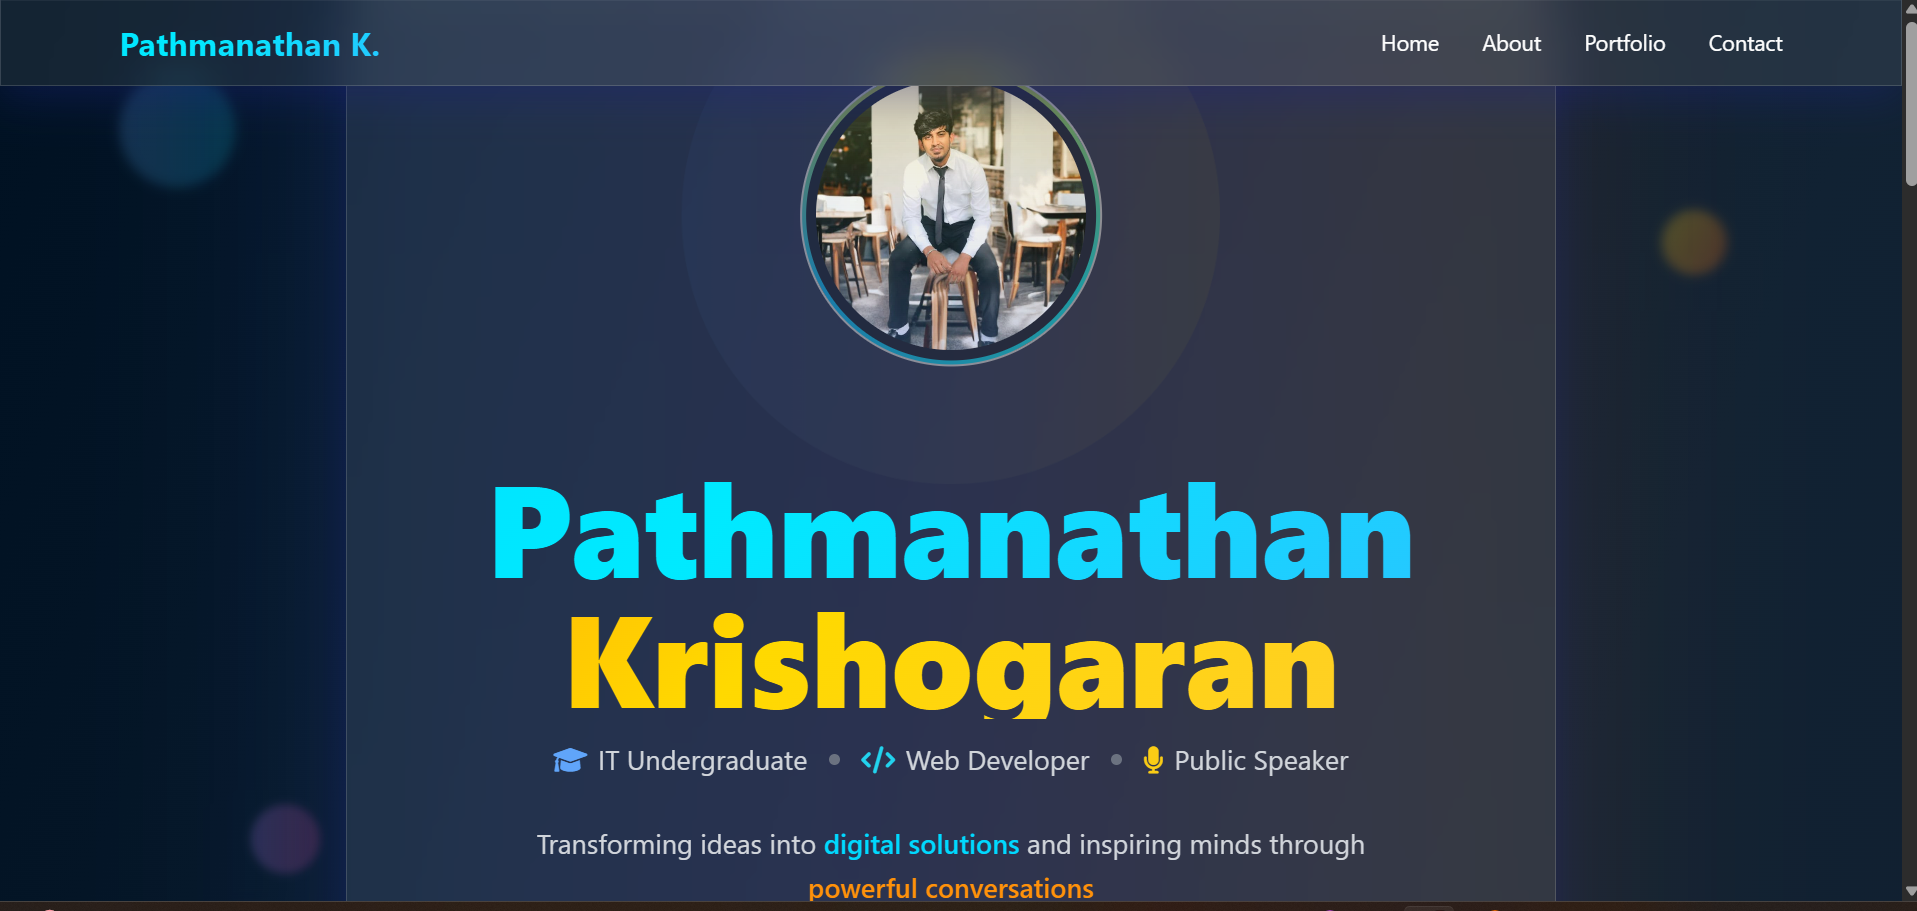 Pathmanathan K.
Home About Portfolio Contact
Pathmanathan
Krishogaran
IT Undergraduate Web Developer Public Speaker
Transforming ideas into digital solutions and inspiring minds through
powerful conversations